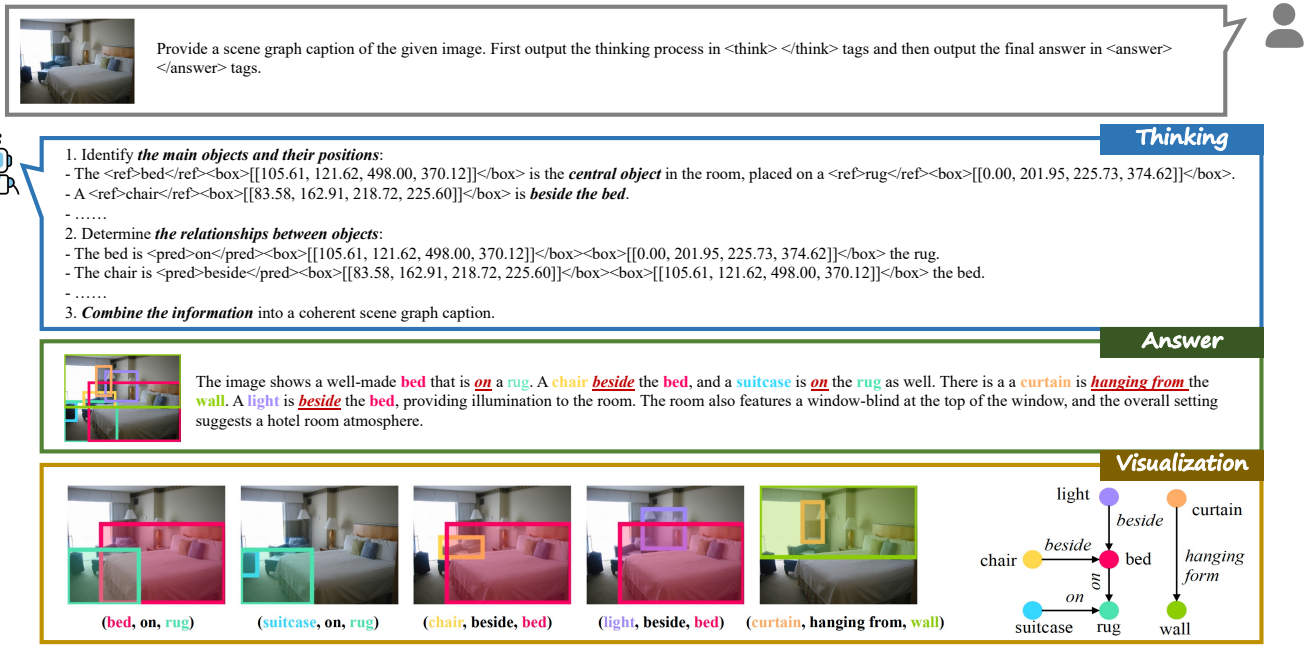 Provide a scene graph caption of the given image. First output the thinking process in <think> </think> tags and then output the final answer in <answer>
</answer> tags.
Thinking
1. Identify the main objects and their positions:
- The <ref>bed</ref><box>[[105.61, 121.62, 498.00, 370.12]]</box> is the central object in the room, placed on a <ref>rug</ref><box>[[0.00, 201.95, 225.73, 374.62]]</box>.
- A <ref>chair</ref><box>[[83.58, 162.91, 218.72, 225.60]]</box> is beside the bed.
- ……
2. Determine the relationships between objects:
- The bed is <pred>on</pred><box>[[105.61, 121.62, 498.00, 370.12]]</box><box>[[0.00, 201.95, 225.73, 374.62]]</box> the rug.
- The chair is <pred>beside</pred><box>[[83.58, 162.91, 218.72, 225.60]]</box><box>[[105.61, 121.62, 498.00, 370.12]]</box> the bed.
- ……
3. Combine the information into a coherent scene graph caption.
Answer
The image shows a well-made bed that is on a rug. A chair beside the bed, and a suitcase is on the rug as well. There is a a curtain is hanging from the
wall. A light is beside the bed, providing illumination to the room. The room also features a window-blind at the top of the window, and the overall setting
suggests a hotel room atmosphere.
Visualization
(bed, on, rug)
(suitcase, on, rug)
(chair, beside, bed)
(light, beside, bed)
(curtain, hanging from, wall)
light
curtain
beside
chair
beside
bed
hanging
form
on
on
suitcase
rug
wall